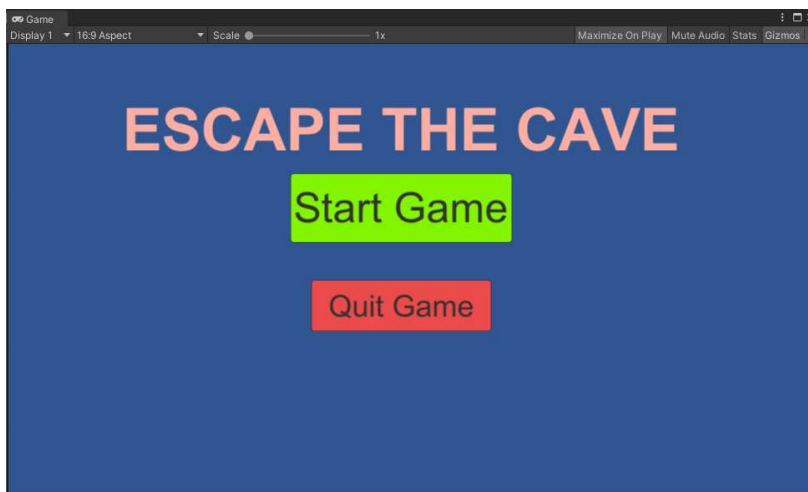 Game
Display 1 16:9 Aspect Scale 1x Maximize On Play Mute Audio Stats Gizmos
ESCAPE THE CAVE
Start Game
Quit Game